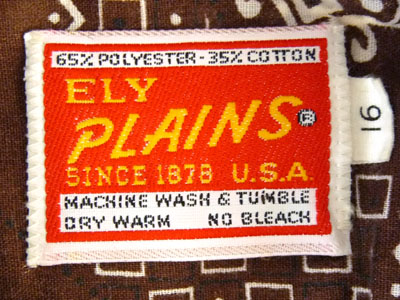 65% POLYESTER - 35% COTTON
ELY
PLAINS®
SINCE 1878 U.S.A.
MACHINE WASH & TUMBLE
DRY WARM NO BLEACH
16